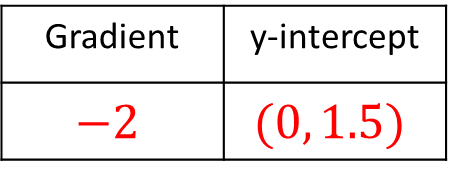 Gradient y-intercept
−2 (0, 1.5)